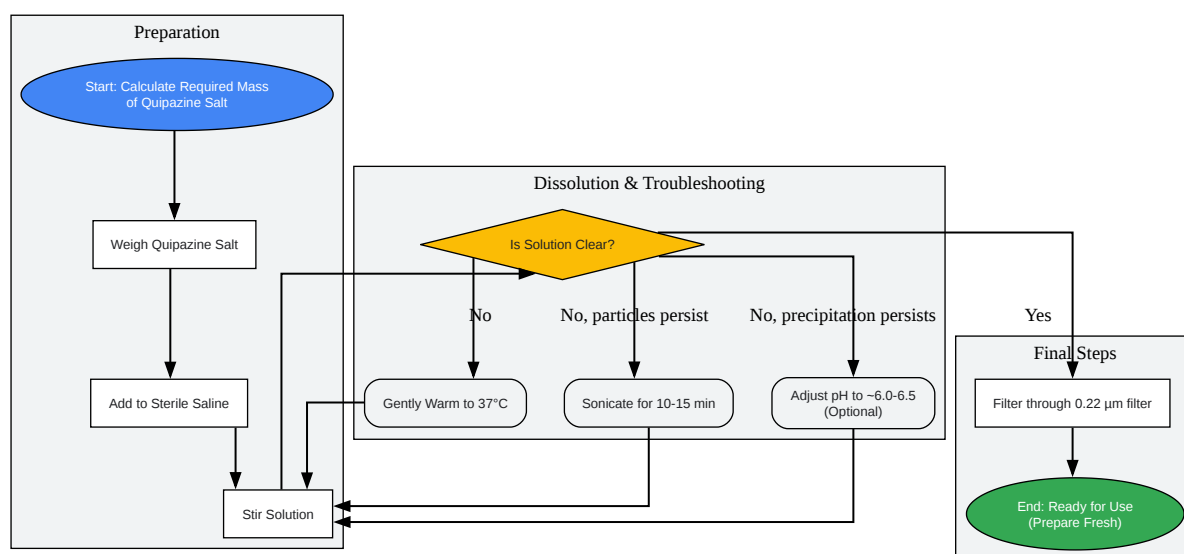 Preparation
Start: Calculate Required Mass
of Quipazine Salt
Weigh Quipazine Salt
Add to Sterile Saline
Stir Solution
Dissolution & Troubleshooting
Is Solution Clear?
No
No, particles persist
No, precipitation persists
Yes
Gently Warm to 37°C
Sonicate for 10-15 min
Adjust pH to ~6.0-6.5
(Optional)
Final Steps
Filter through 0.22 µm filter
End: Ready for Use
(Prepare Fresh)